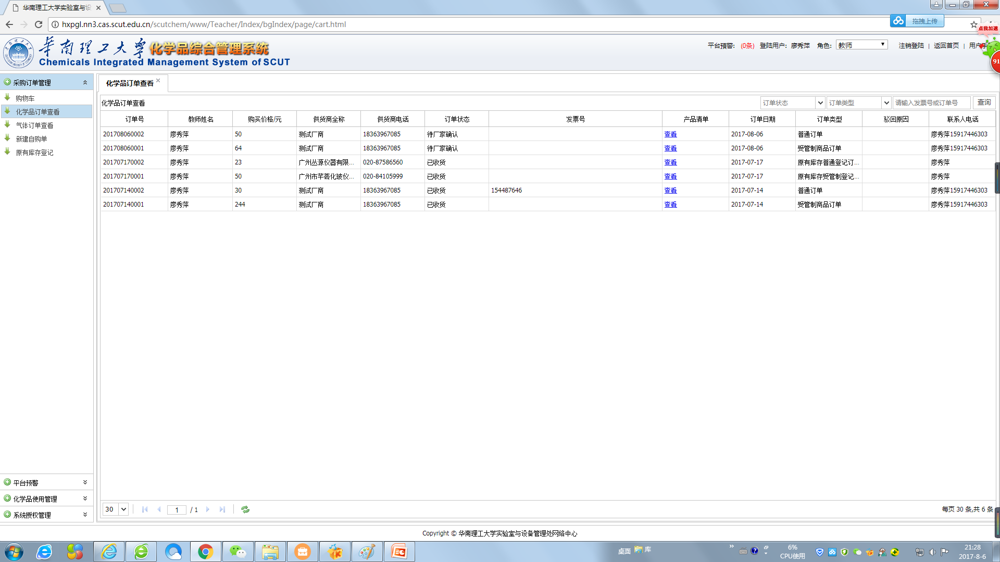 华南理工大学实验室与设
hxpgl.nn3.cas.scut.edu.cn/scutchem/www/Teacher/Index/bgIndex/page/cart.html
拖拽上传
点我加速
华南理工大学 化学品综合管理系统
Chemicals Integrated Management System of SCUT
平台预警: (0条) 登陆用户: 廖秀萍 角色: 教师 注销登陆 | 返回首页 | 用户手
91
采购订单管理
购物车
化学品订单查看
气体订单查看
新建自购单
原有库存登记
平台预警
化学品使用管理
系统授权管理
化学品订单查看
化学品订单查看 订单状态 订单类型 请输入发票号或订单号 查询
订单号 教师姓名 购买价格/元 供货商全称 供货商电话 订单状态 发票号 产品清单 订单日期 订单类型 驳回原因 联系人电话
201708060002 廖秀萍 50 测试厂商 18363967085 待厂家确认 查看 2017-08-06 普通订单 廖秀萍15917446303
201708060001 廖秀萍 64 测试厂商 18363967085 待厂家确认 查看 2017-08-06 受管制商品订单 廖秀萍15917446303
201707170002 廖秀萍 23 广州丛源仪器有限... 020-87586560 已收货 查看 2017-07-17 原有库存普通登记订... 廖秀萍
201707170001 廖秀萍 50 广州市芊荟化玻仪... 020-84105999 已收货 查看 2017-07-17 原有库存受管制登记... 廖秀萍
201707140002 廖秀萍 30 测试厂商 18363967085 已收货 154487646 查看 2017-07-14 普通订单 廖秀萍15917446303
201707140001 廖秀萍 244 测试厂商 18363967085 已收货 查看 2017-07-14 受管制商品订单 廖秀萍15917446303
30 1 / 1 每页 30 条,共 6 条
Copyright © 华南理工大学实验室与设备管理处网络中心
桌面 库
6%
CPU使用
21:28
2017-8-6